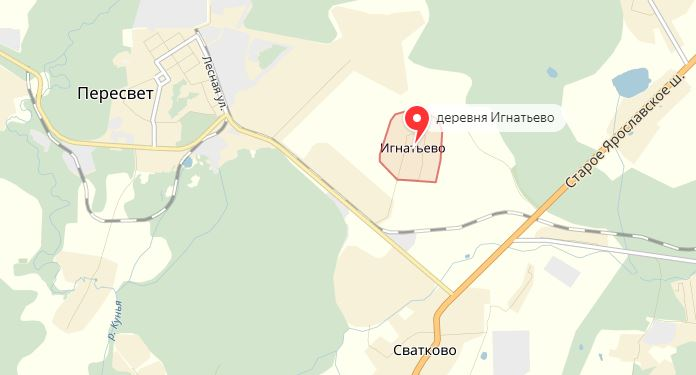 Лесная ул.
Пересвет
деревня Игнатьево
Игнатьево
Старое Ярославское ш.
р. Кунья
Сватково